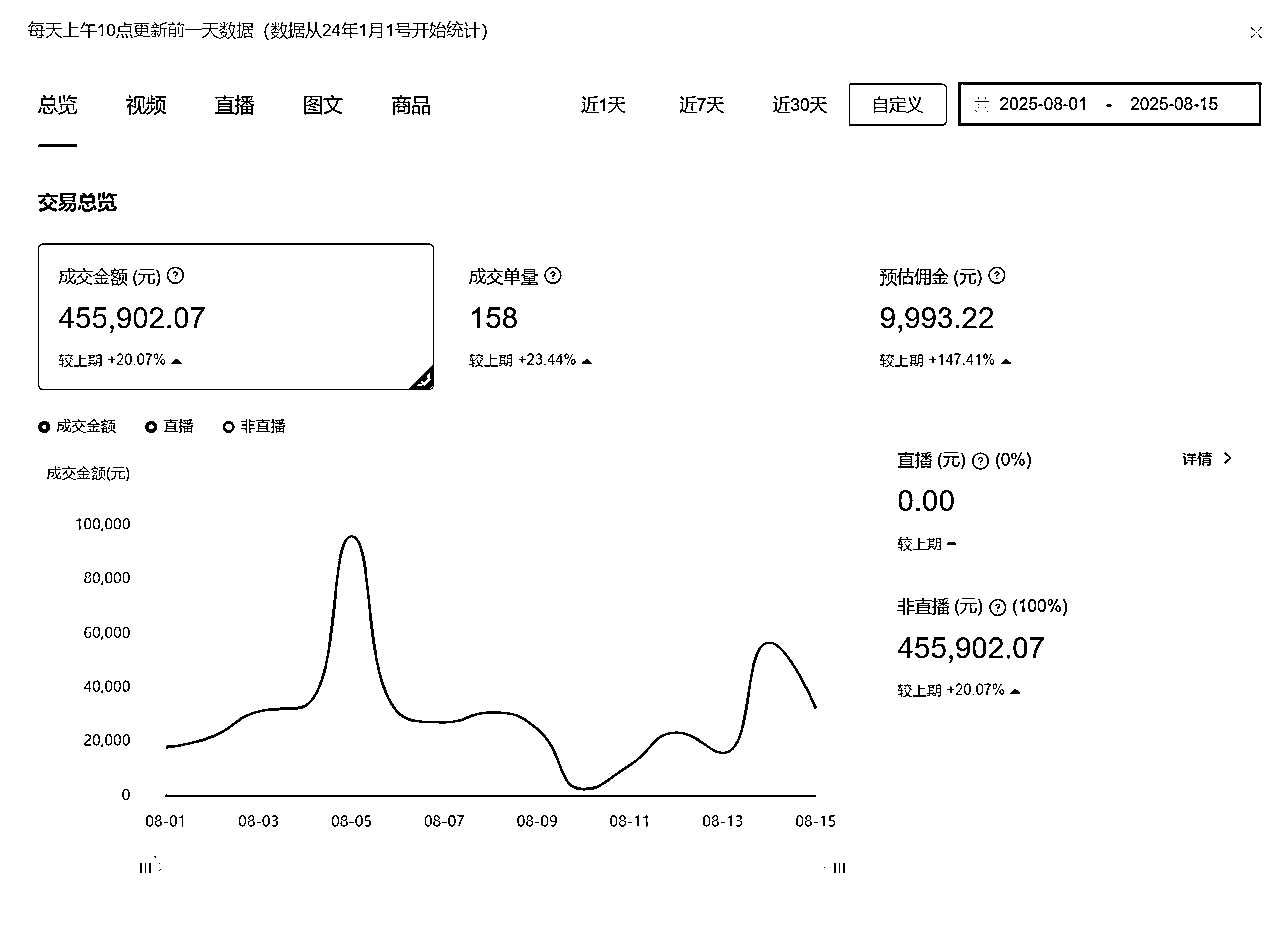 每天上午10点更新前一天数据（数据从24年1月1号开始统计）
总览 视频 直播 图文 商品 近1天 近7天 近30天 自定义 2025-08-01 - 2025-08-15
交易总览
成交金额 (元) ? 成交单量 ? 预估佣金 (元) ?
455,902.07 158 9,993.22
较上期 +20.07% ▲ 较上期 +23.44% ▲ 较上期 +147.41% ▲
成交金额 直播 非直播
直播 (元) ? (0%) 详情 >
成交金额(元)
0.00
100,000
较上期 -
80,000
非直播 (元) ? (100%)
60,000
455,902.07
40,000
较上期 +20.07% ▲
20,000
0
08-01 08-03 08-05 08-07 08-09 08-11 08-13 08-15